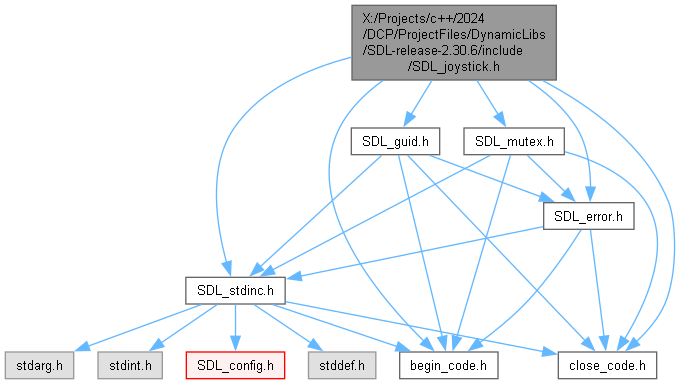 X:/Projects/c++/2024
/DCP/ProjectFiles/DynamicLibs
/SDL-release-2.30.6/include
/SDL_joystick.h
SDL_guid.h
SDL_mutex.h
SDL_error.h
SDL_stdinc.h
stdarg.h
stdint.h
SDL_config.h
stddef.h
begin_code.h
close_code.h